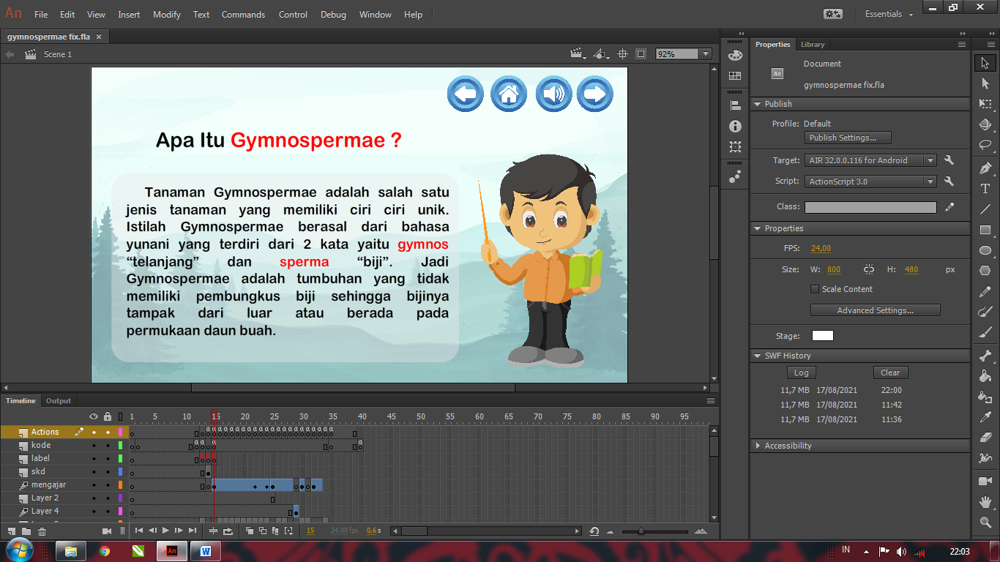 An File Edit View Insert Modify Text Commands Control Debug Window Help Essentials
gymnospermae fix.fla ×
Scene 1 92%
Apa Itu Gymnospermae ?
Tanaman Gymnospermae adalah salah satu
jenis tanaman yang memiliki ciri ciri unik.
Istilah Gymnospermae berasal dari bahasa
yunani yang terdiri dari 2 kata yaitu gymnos
“telanjang” dan sperma “biji”. Jadi
Gymnospermae adalah tumbuhan yang tidak
memiliki pembungkus biji sehingga bijinya
tampak dari luar atau berada pada
permukaan daun buah.
Properties Library
Document
An
gymnospermae fix.fla
Publish
Profile: Default
Publish Settings...
Target: AIR 32.0.0.116 for Android
Script: ActionScript 3.0
Class:
Properties
FPS: 24,00
Size: W: 800 H: 480 px
Scale Content
Advanced Settings...
Stage:
SWF History
Log Clear
11,7 MB 17/08/2021 22:00
11,7 MB 17/08/2021 11:42
11,7 MB 17/08/2021 11:36
Accessibility
Timeline Output
1 5 10 15 20 25 30 35 40 45 50 55 60 65 70 75 80 85 90 95
Actions
kode
label
skd
mengajar
Layer 2
Layer 4
15 24,00 fps 0,6 s
An W IN 22:03